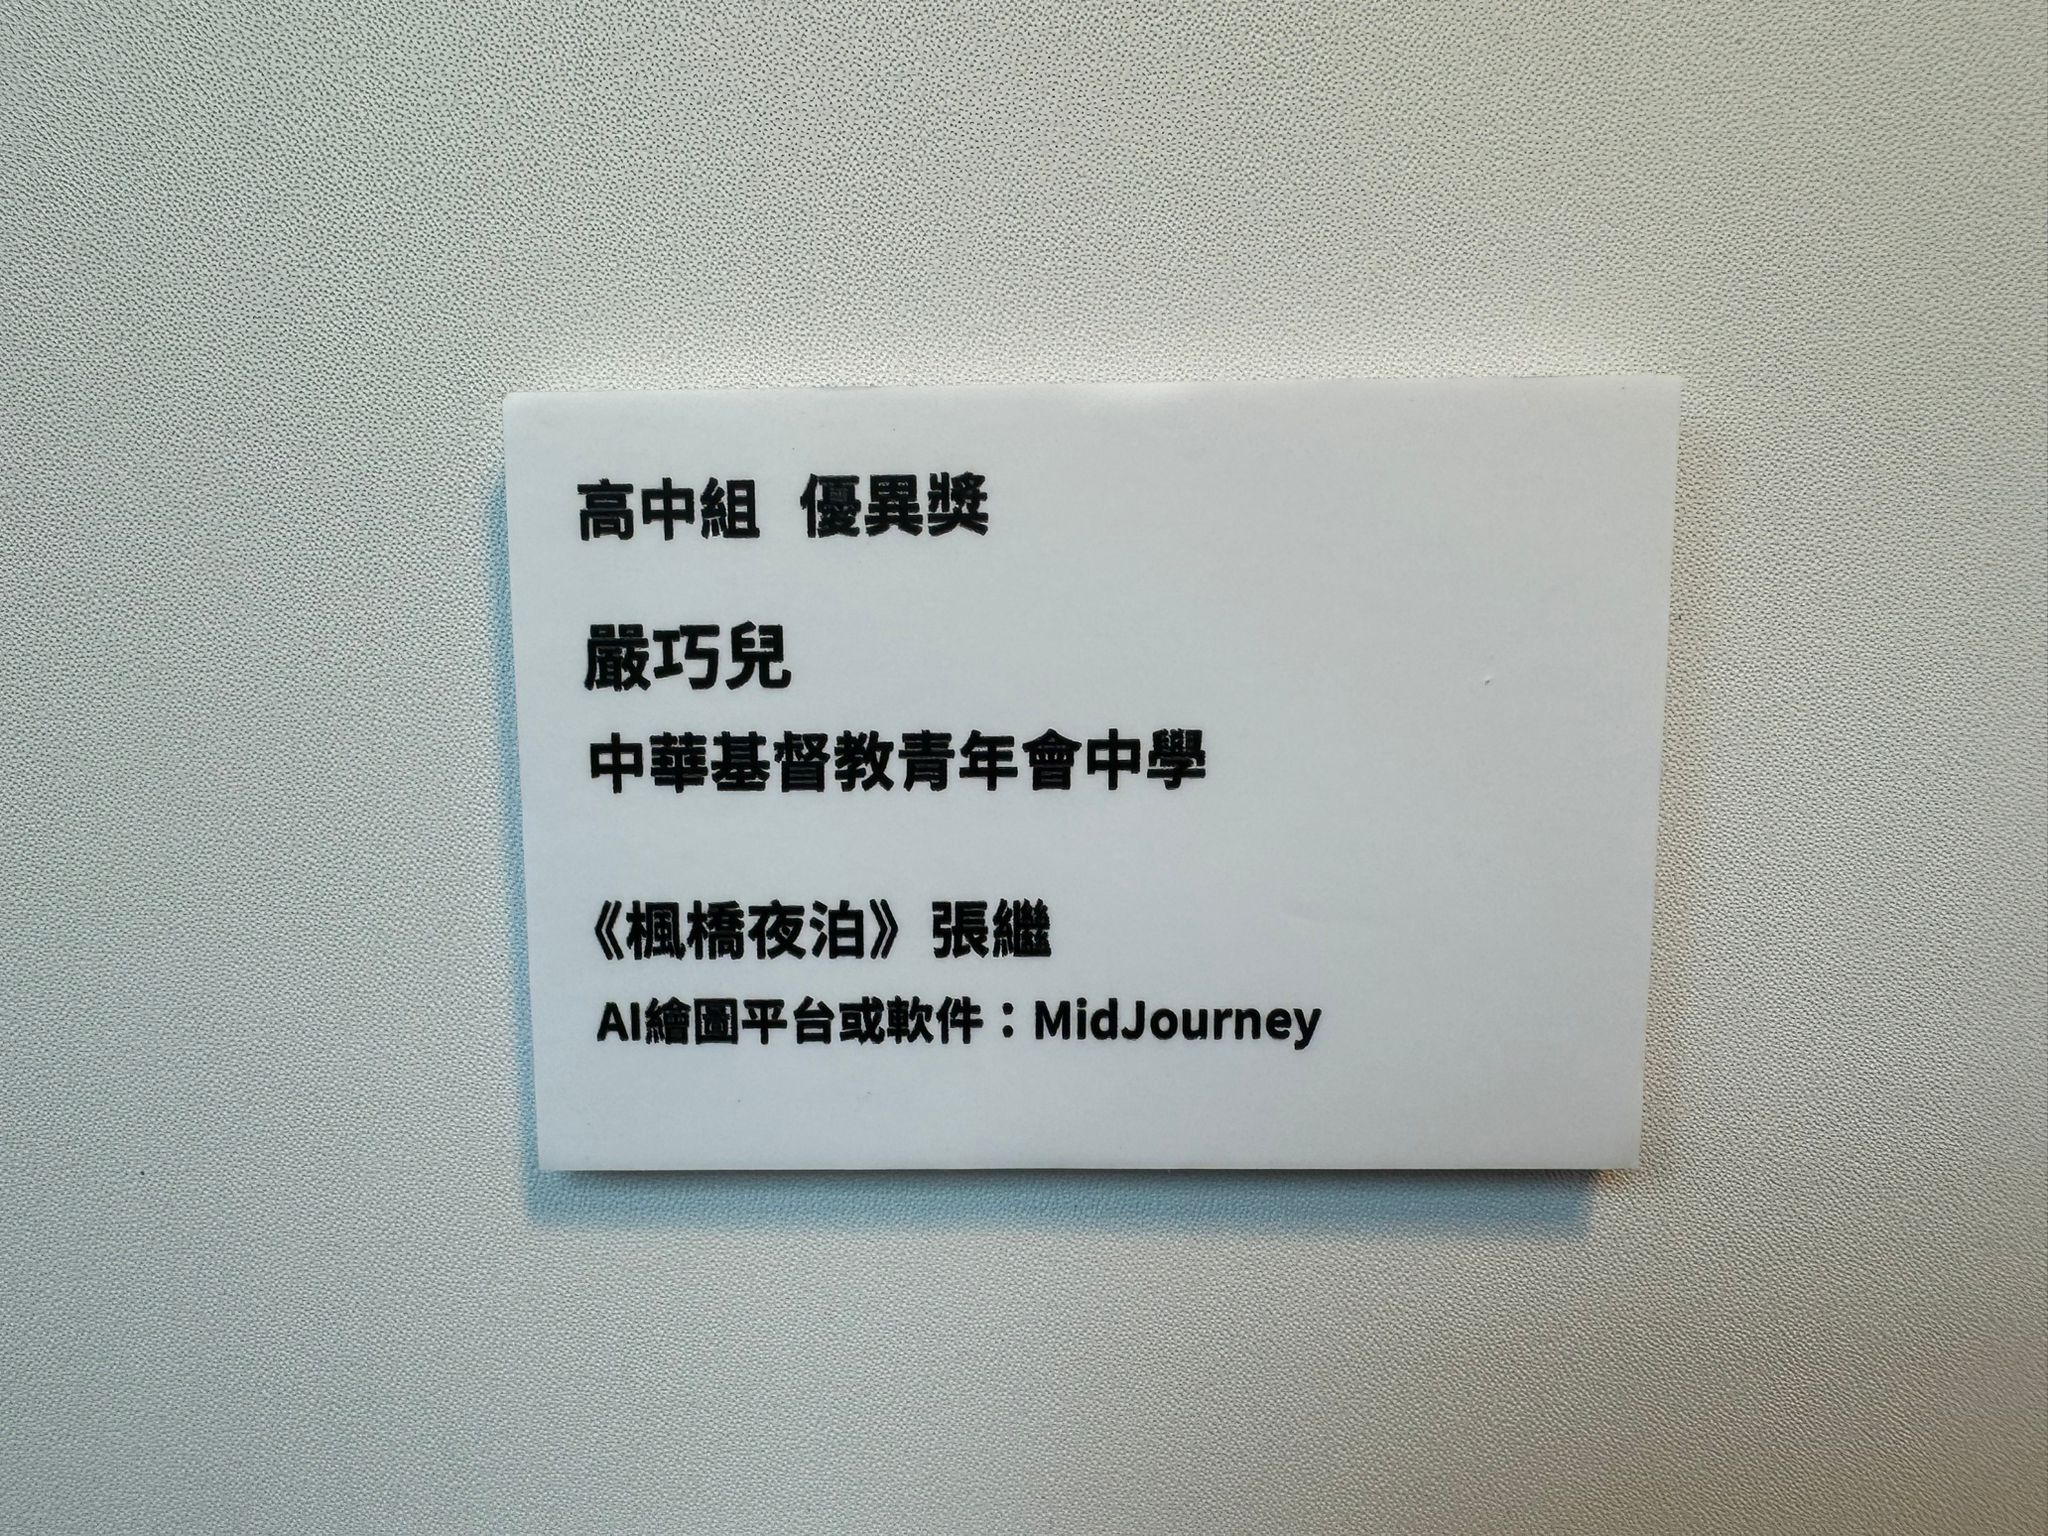 高中組 優異獎
嚴巧兒
中華基督教青年會中學
《楓橋夜泊》 張繼
AI繪圖平台或軟件：MidJourney